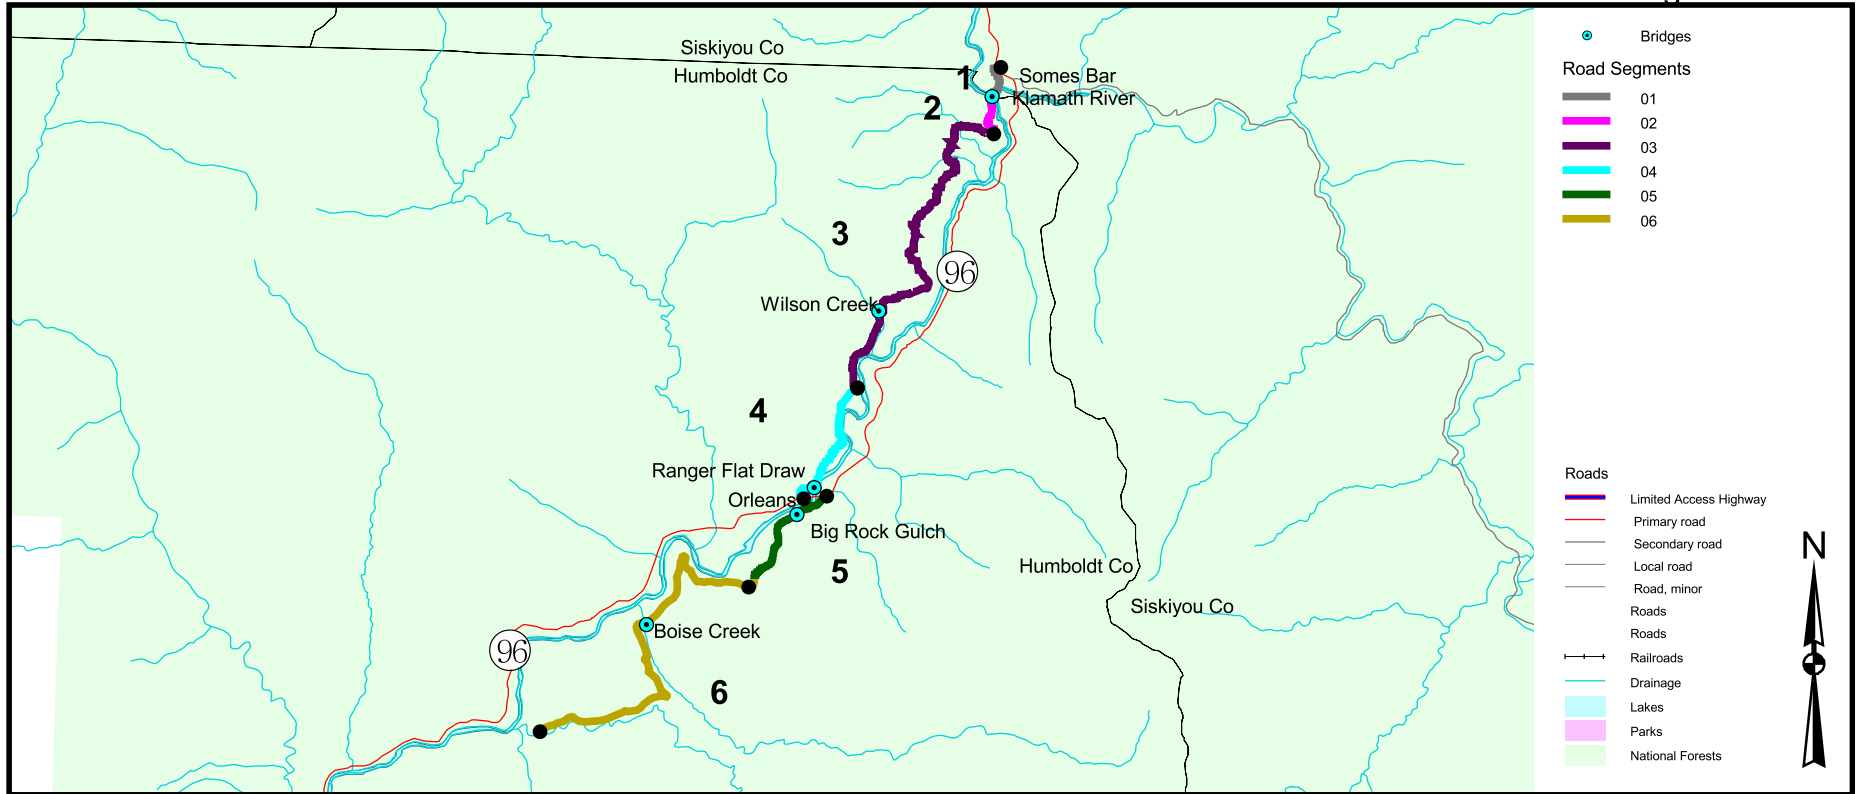 Siskiyou Co
Humboldt Co
1
Somes Bar
Klamath River
2
3
96
Wilson Creek
4
Ranger Flat Draw
Orleans
Big Rock Gulch
5
Humboldt Co
Siskiyou Co
Boise Creek
96
6
Bridges
Road Segments
01
02
03
04
05
06
Roads
Limited Access Highway
Primary road
Secondary road
Local road
Road, minor
Roads
Roads
Railroads
Drainage
Lakes
Parks
National Forests
N